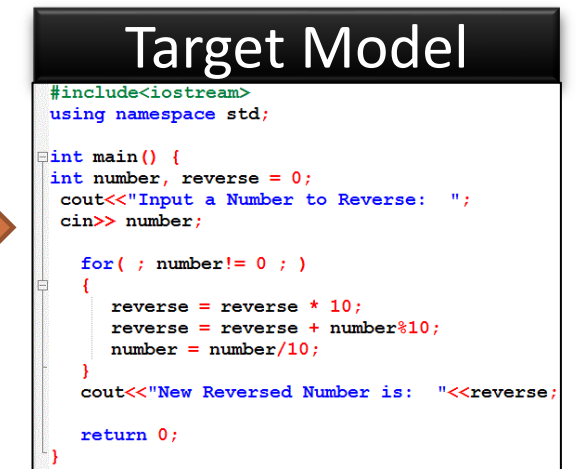 Target Model
#include<iostream>
using namespace std;
int main() {
int number, reverse = 0;
cout<<"Input a Number to Reverse:  ";
cin>> number;
for( ; number!= 0 ; )
{
reverse = reverse * 10;
reverse = reverse + number%10;
number = number/10;
}
cout<<"New Reversed Number is:  "<<reverse;
return 0;
}